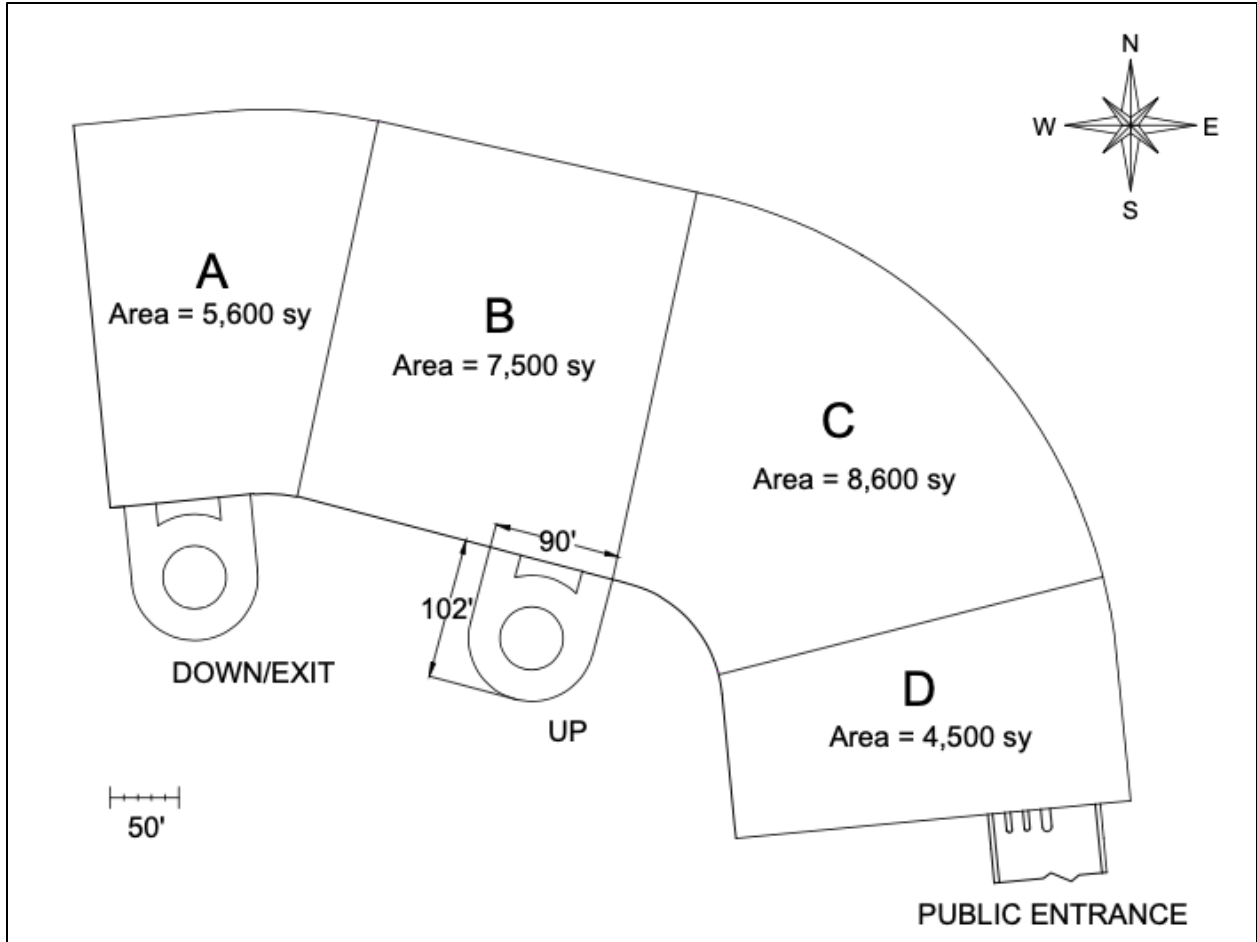 N
W E
S
A
Area = 5,600 sy
B
Area = 7,500 sy
C
Area = 8,600 sy
90'
102'
DOWN/EXIT
UP
D
Area = 4,500 sy
50'
PUBLIC ENTRANCE